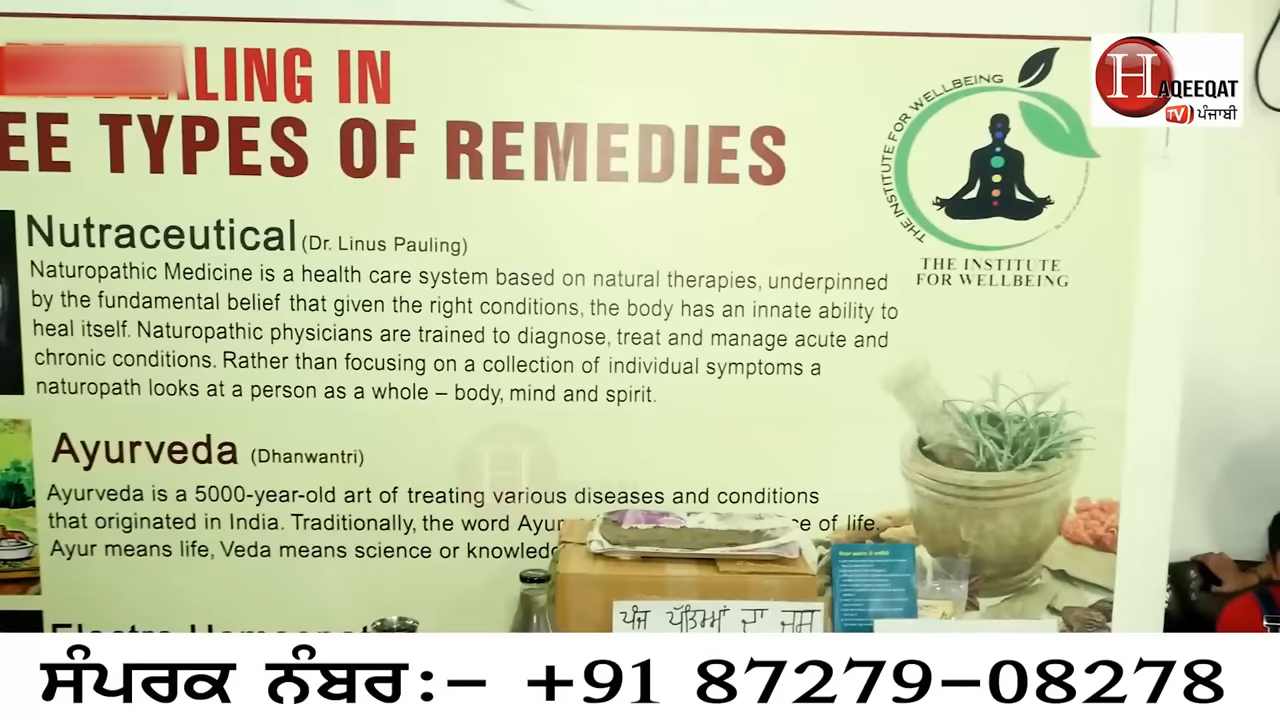 LING IN
EE TYPES OF REMEDIES
THE INSTITUTE FOR WELLBEING
THE INSTITUTE
FOR WELLBEING
HAQEEQAT
TV ਪੰਜਾਬੀ
Nutraceutical (Dr. Linus Pauling)
Naturopathic Medicine is a health care system based on natural therapies, underpinned
by the fundamental belief that given the right conditions, the body has an innate ability to
heal itself. Naturopathic physicians are trained to diagnose, treat and manage acute and
chronic conditions. Rather than focusing on a collection of individual symptoms a
naturopath looks at a person as a whole – body, mind and spirit.
Ayurveda (Dhanwantri)
Ayurveda is a 5000-year-old art of treating various diseases and conditions
that originated in India. Traditionally, the word Ayur ce of life.
Ayur means life, Veda means science or knowledg
ਪੰਜ ਪੱਤਿਆਂ ਦਾ ਜੂਸ
ਸੰਪਰਕ ਨੰਬਰ:- +91 87279-08278